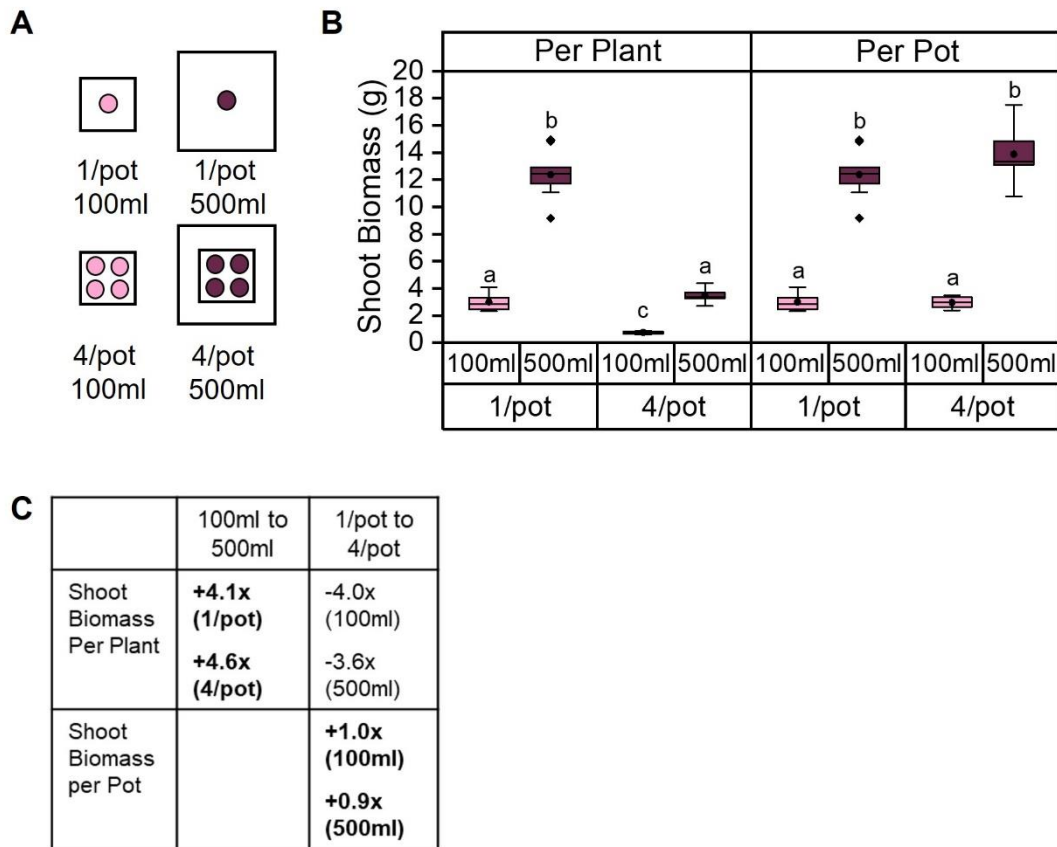 A
1/pot
100ml
1/pot
500ml
4/pot
100ml
4/pot
500ml
B
Per Plant
Per Pot
Shoot Biomass (g)
20
18
16
14
12
10
8
6
4
2
0
a
b
c
a
a
b
a
b
100ml 500ml 100ml 500ml 100ml 500ml 100ml 500ml
1/pot 4/pot 1/pot 4/pot
C
100ml to
500ml
1/pot to
4/pot
Shoot
Biomass
Per Plant
+4.1x
(1/pot)
+4.6x
(4/pot)
-4.0x
(100ml)
-3.6x
(500ml)
Shoot
Biomass
per Pot
+1.0x
(100ml)
+0.9x
(500ml)